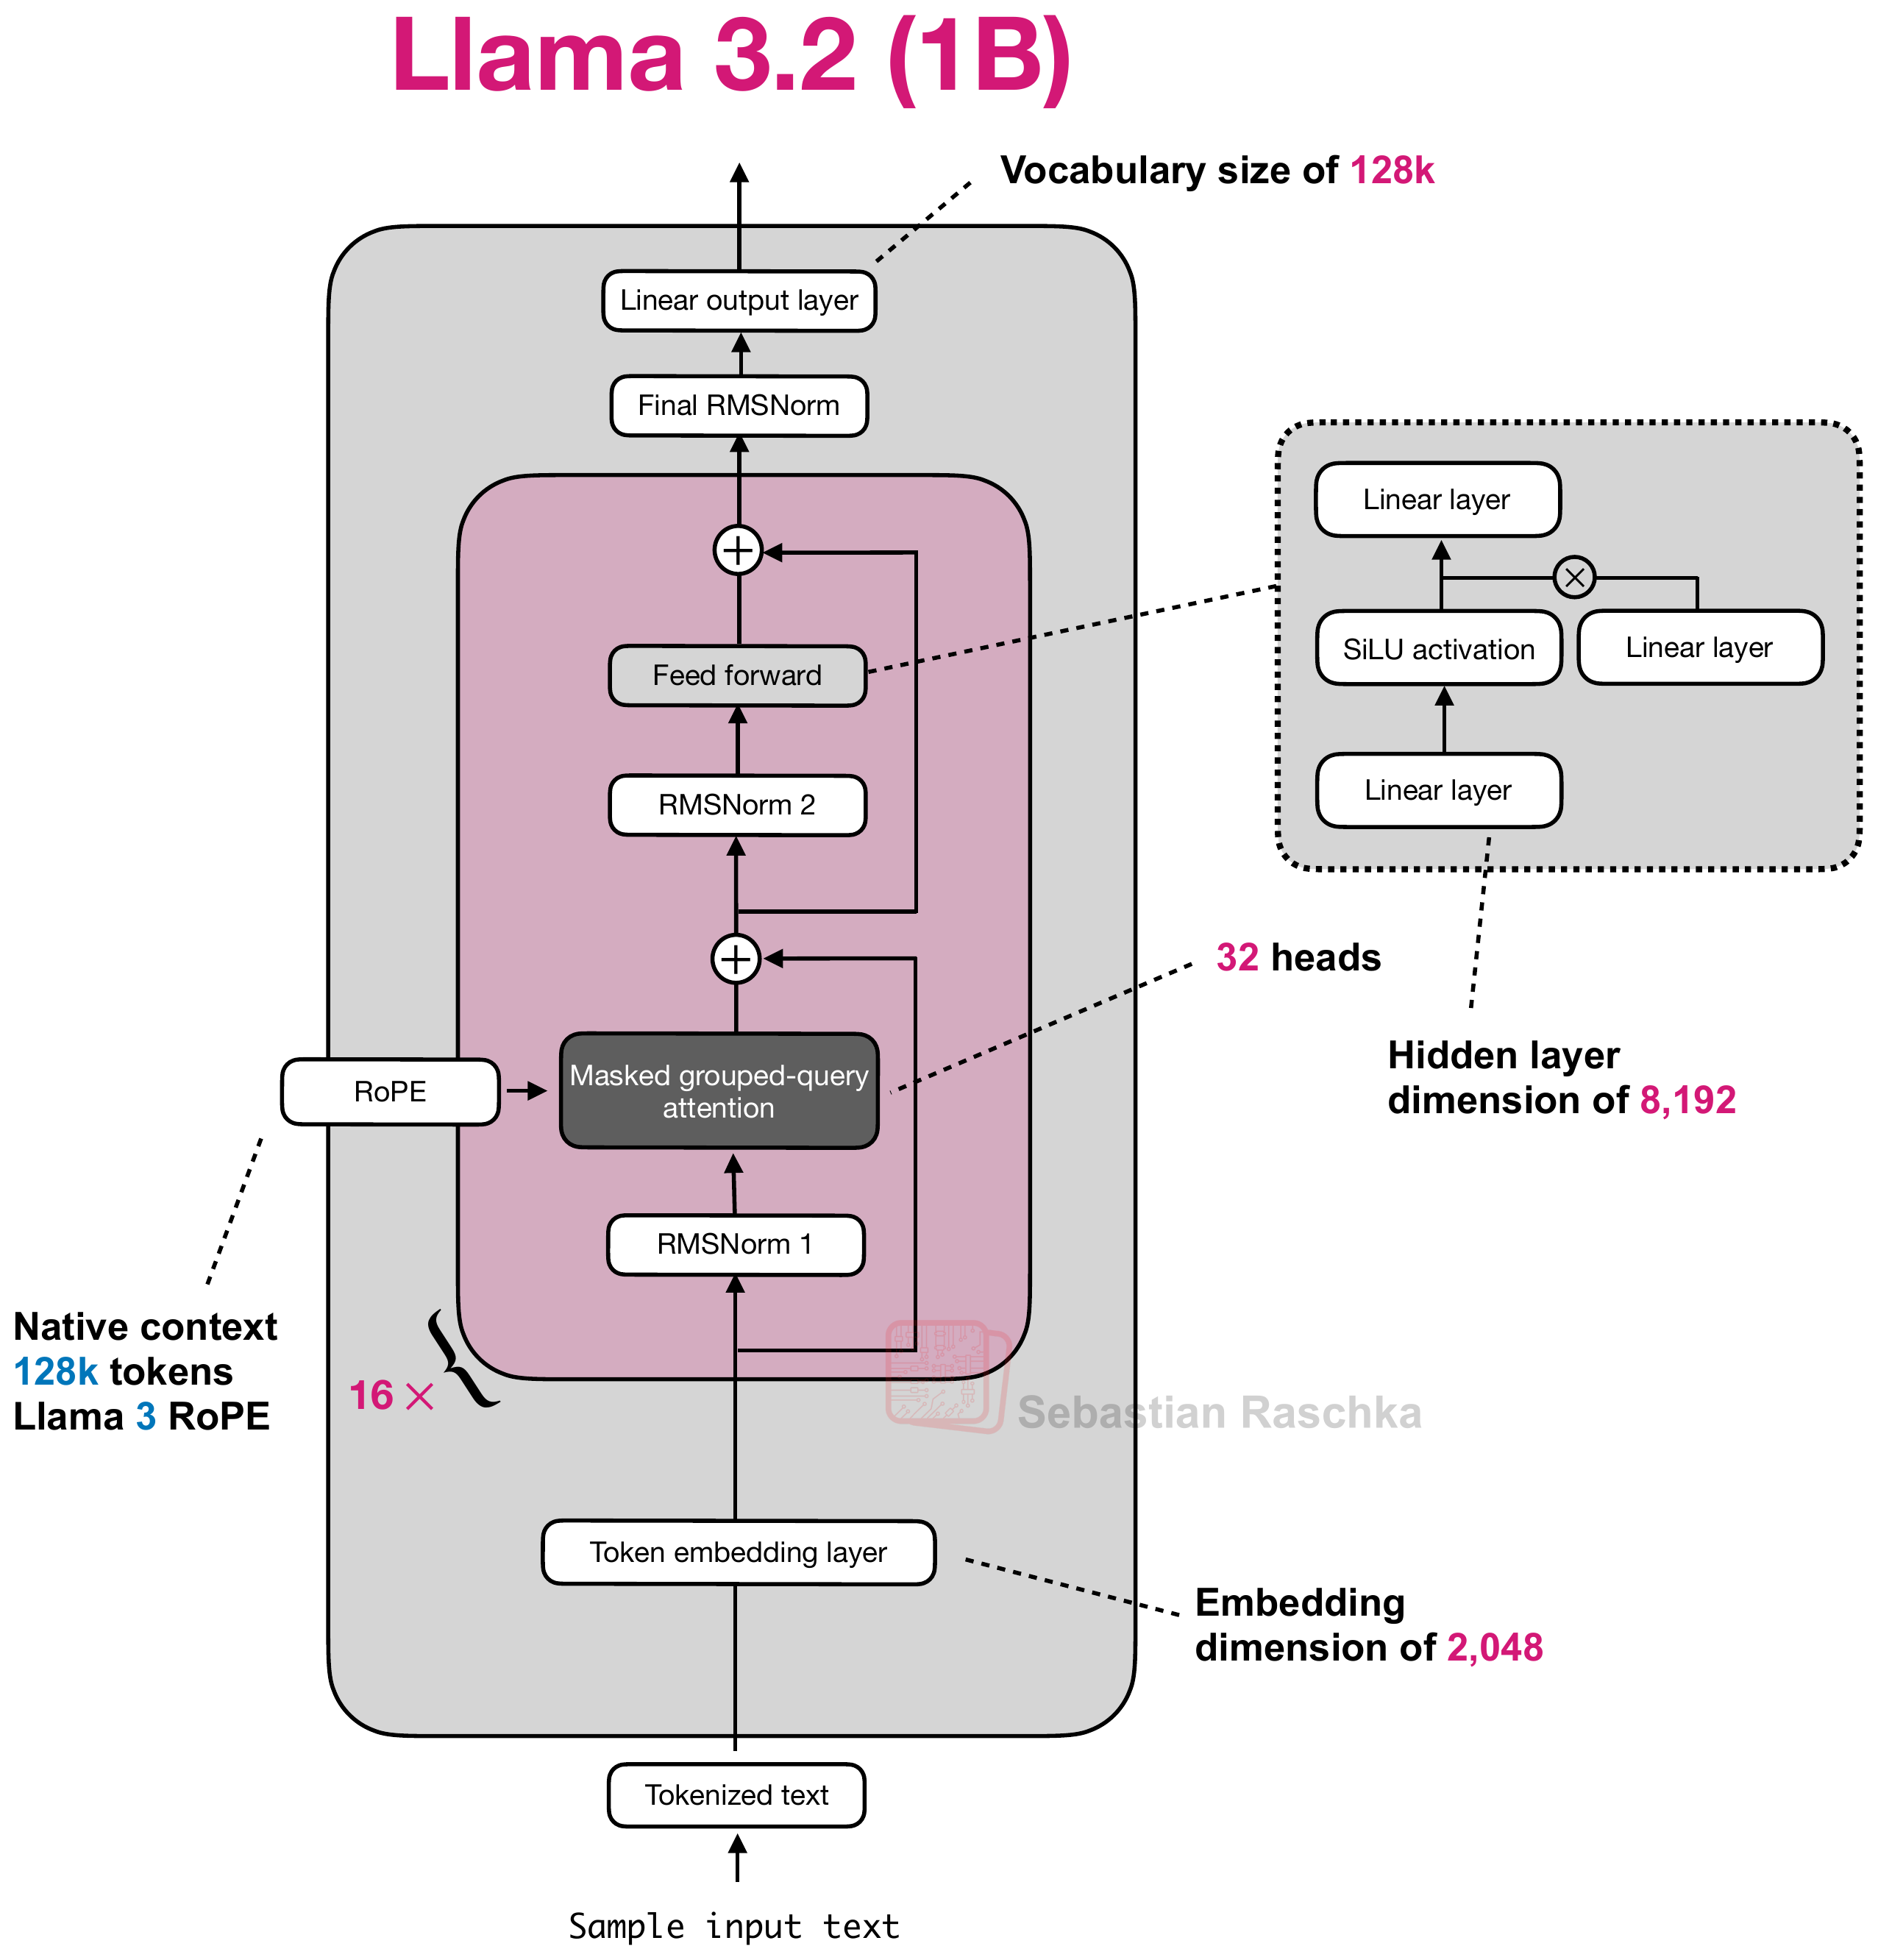 Llama 3.2 (1B)
Vocabulary size of 128k
Linear output layer
Final RMSNorm
Linear layer
SiLU activation
Linear layer
Linear layer
Feed forward
RMSNorm 2
32 heads
Hidden layer
dimension of 8,192
Masked grouped-query
attention
RoPE
RMSNorm 1
Native context
128k tokens
Llama 3 RoPE
16 ×
Sebastian Raschka
Token embedding layer
Embedding
dimension of 2,048
Tokenized text
Sample input text